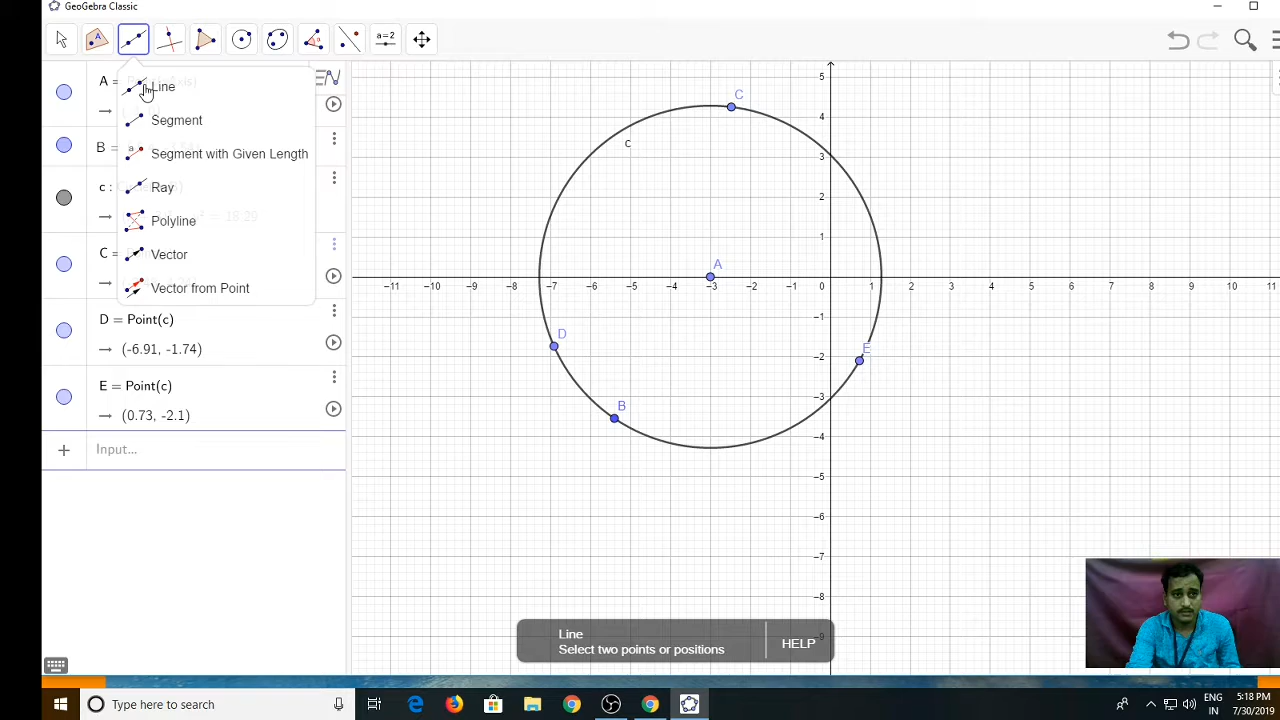 GeoGebra Classic
a=2
A =
Line
Segment
B =
Segment with Given Length
c :
Ray
Polyline
Vector
C =
Vector from Point
D = Point(c)
→ (-6.91, -1.74)
E = Point(c)
→ (0.73, -2.1)
+ Input...
5
C
4
c
3
2
1
A
−11 −10 −9 −8 −7 −6 −5 −4 −3 −2 −1 0 1 2 3 4 5 6 7 8 9 10 11
−1
D
−2
E
−3
B
−4
−5
−6
−7
−8
−9
Line
Select two points or positions
HELP
Type here to search
ENG
IN
5:18 PM
7/30/2019